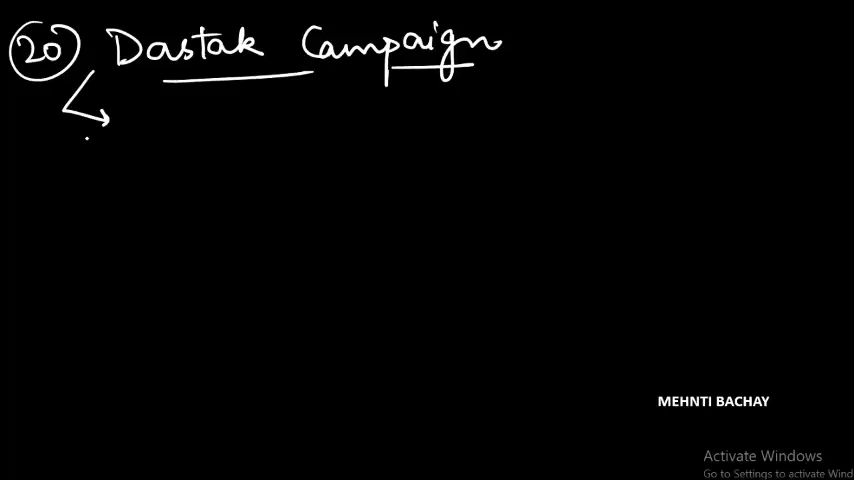 20 Dastak Campaign
MEHNTI BACHAY
Activate Windows
Go to Settings to activate Wind